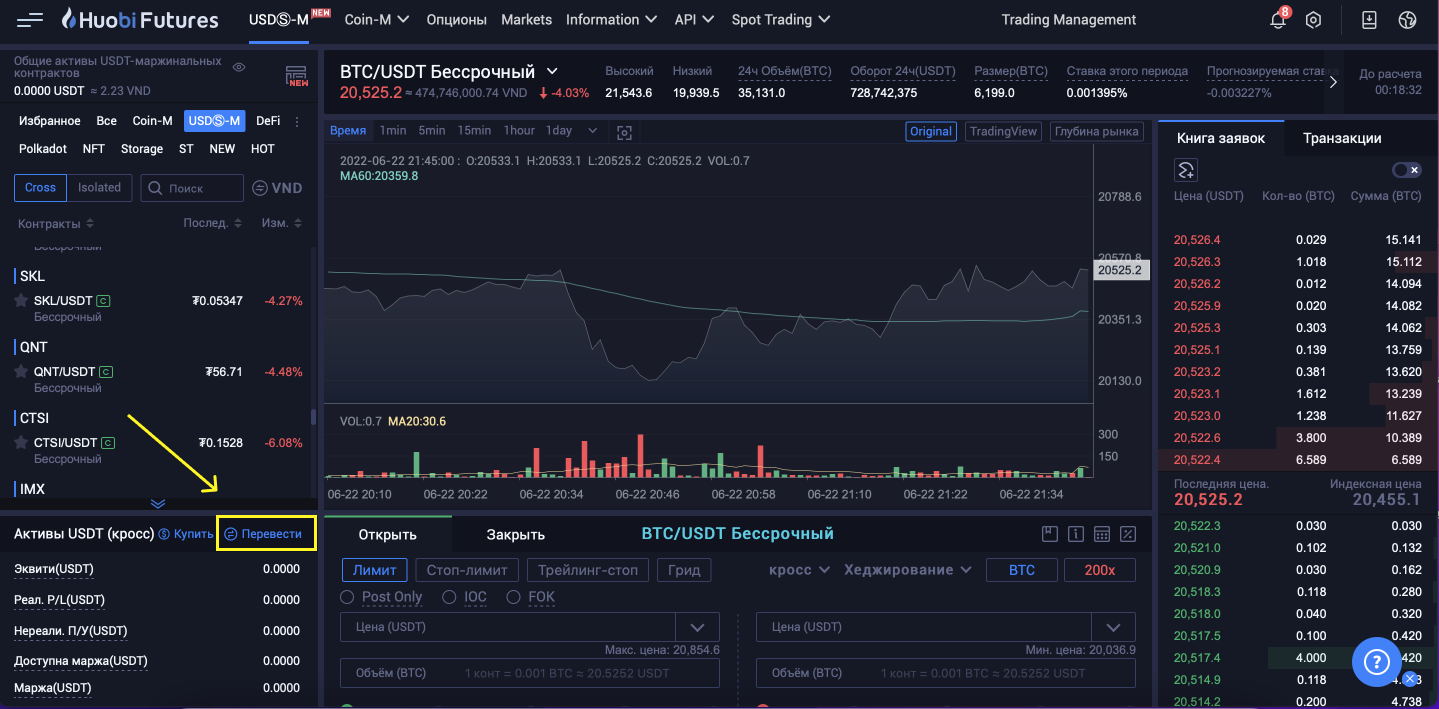 Huobi Futures
USDⓈ-M NEW Coin-M Опционы Markets Information API Spot Trading Trading Management 8
Общие активы USDT-маржинальных
контрактов
0.0000 USDT ≈ 2.23 VND
NEW
Избранное Все Coin-M USDⓈ-M DeFi
Polkadot NFT Storage ST NEW HOT
Cross Isolated Поиск VND
Контракты Послед. Изм.
Бессрочный
SKL
SKL/USDT C ₮0.05347 -4.27%
Бессрочный
QNT
QNT/USDT C ₮56.71 -4.48%
Бессрочный
CTSI
CTSI/USDT C ₮0.1528 -6.08%
Бессрочный
IMX
Активы USDT (кросс) Купить Перевести
Эквити(USDT) 0.0000
Реал. P/L(USDT) 0.0000
Нереали. П/У(USDT) 0.0000
Доступна маржа(USDT) 0.0000
Маржа(USDT) 0.0000
BTC/USDT Бессрочный
20,525.2 ≈ 474,746,000.74 VND -4.03%
Высокий Низкий 24ч Объём(BTC) Оборот 24ч(USDT) Размер(BTC) Ставка этого периода Прогнозируемая став До расчета
21,543.6 19,939.5 35,131.0 728,742,375 6,199.0 0.001395% -0.003227% 00:18:32
Время 1min 5min 15min 1hour 1day Original TradingView Глубина рынка
2022-06-22 21:45:00 : O:20533.1 H:20533.1 L:20525.2 C:20525.2 VOL:0.7
MA60:20359.8
20788.6
20570.8
20525.2
20351.3
20130.0
VOL:0.7 MA20:30.6
300
150
06-22 20:10 06-22 20:22 06-22 20:34 06-22 20:46 06-22 20:58 06-22 21:10 06-22 21:22 06-22 21:34
Открыть Закрыть BTC/USDT Бессрочный
Лимит Стоп-лимит Трейлинг-стоп Грид кросс Хеджирование BTC 200x
Post Only IOC FOK
Цена (USDT) Цена (USDT)
Макс. цена: 20,854.6 Мин. цена: 20,036.9
Объём (BTC) 1 конт = 0.001 BTC ≈ 20.5252 USDT Объём (BTC) 1 конт = 0.001 BTC ≈ 20.5252 USDT
Книга заявок Транзакции
Цена (USDT) Кол-во (BTC) Сумма (BTC)
20,526.4 0.029 15.141
20,526.3 1.018 15.112
20,526.2 0.012 14.094
20,525.9 0.020 14.082
20,525.3 0.303 14.062
20,525.1 0.139 13.759
20,523.2 0.381 13.620
20,523.1 1.612 13.239
20,523.0 1.238 11.627
20,522.6 3.800 10.389
20,522.4 6.589 6.589
Последняя цена. Индексная цена
20,525.2 20,455.1
20,522.3 0.030 0.030
20,521.0 0.102 0.132
20,520.9 0.030 0.162
20,518.3 0.118 0.280
20,518.0 0.040 0.320
20,517.5 0.100 0.420
20,517.4 4.000 420
20,514.9 0.118
20,514.2 0.200 4.738